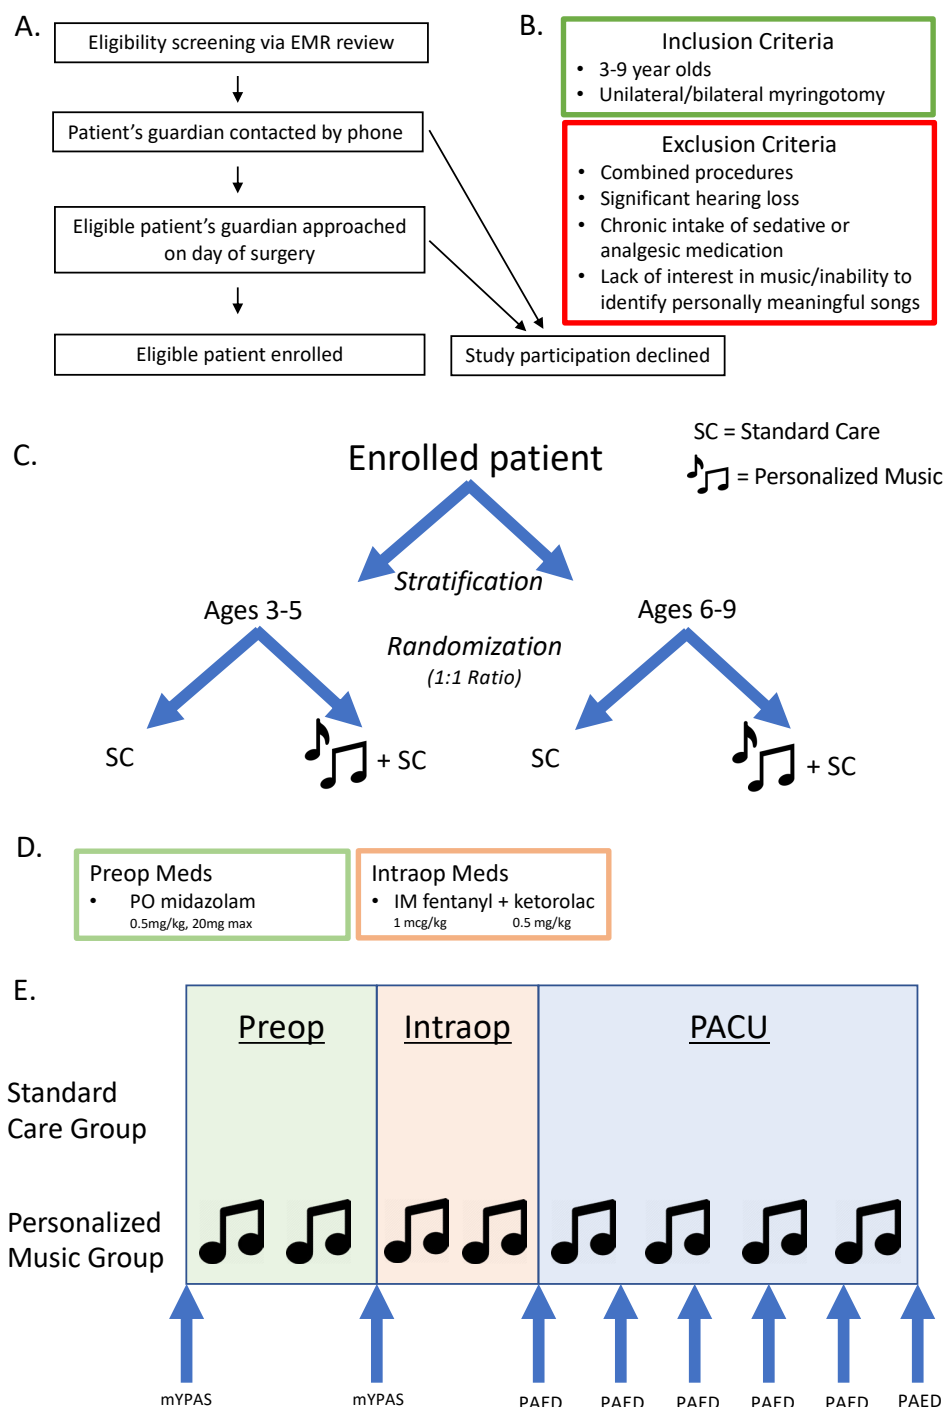 A.
Eligibility screening via EMR review
Patient's guardian contacted by phone
Eligible patient's guardian approached
on day of surgery
Eligible patient enrolled
Study participation declined
B.
Inclusion Criteria
• 3-9 year olds
• Unilateral/bilateral myringotomy
Exclusion Criteria
• Combined procedures
• Significant hearing loss
• Chronic intake of sedative or
analgesic medication
• Lack of interest in music/inability to
identify personally meaningful songs
C.
SC = Standard Care
= Personalized Music
Enrolled patient
Stratification
Ages 3-5
Ages 6-9
Randomization
(1:1 Ratio)
SC
+ SC
SC
+ SC
D.
Preop Meds
• PO midazolam
0.5mg/kg, 20mg max
Intraop Meds
• IM fentanyl + ketorolac
1 mcg/kg 0.5 mg/kg
E.
Preop
Intraop
PACU
Standard
Care Group
Personalized
Music Group
mYPAS
mYPAS
PAED
PAED
PAED
PAED
PAED
PAED